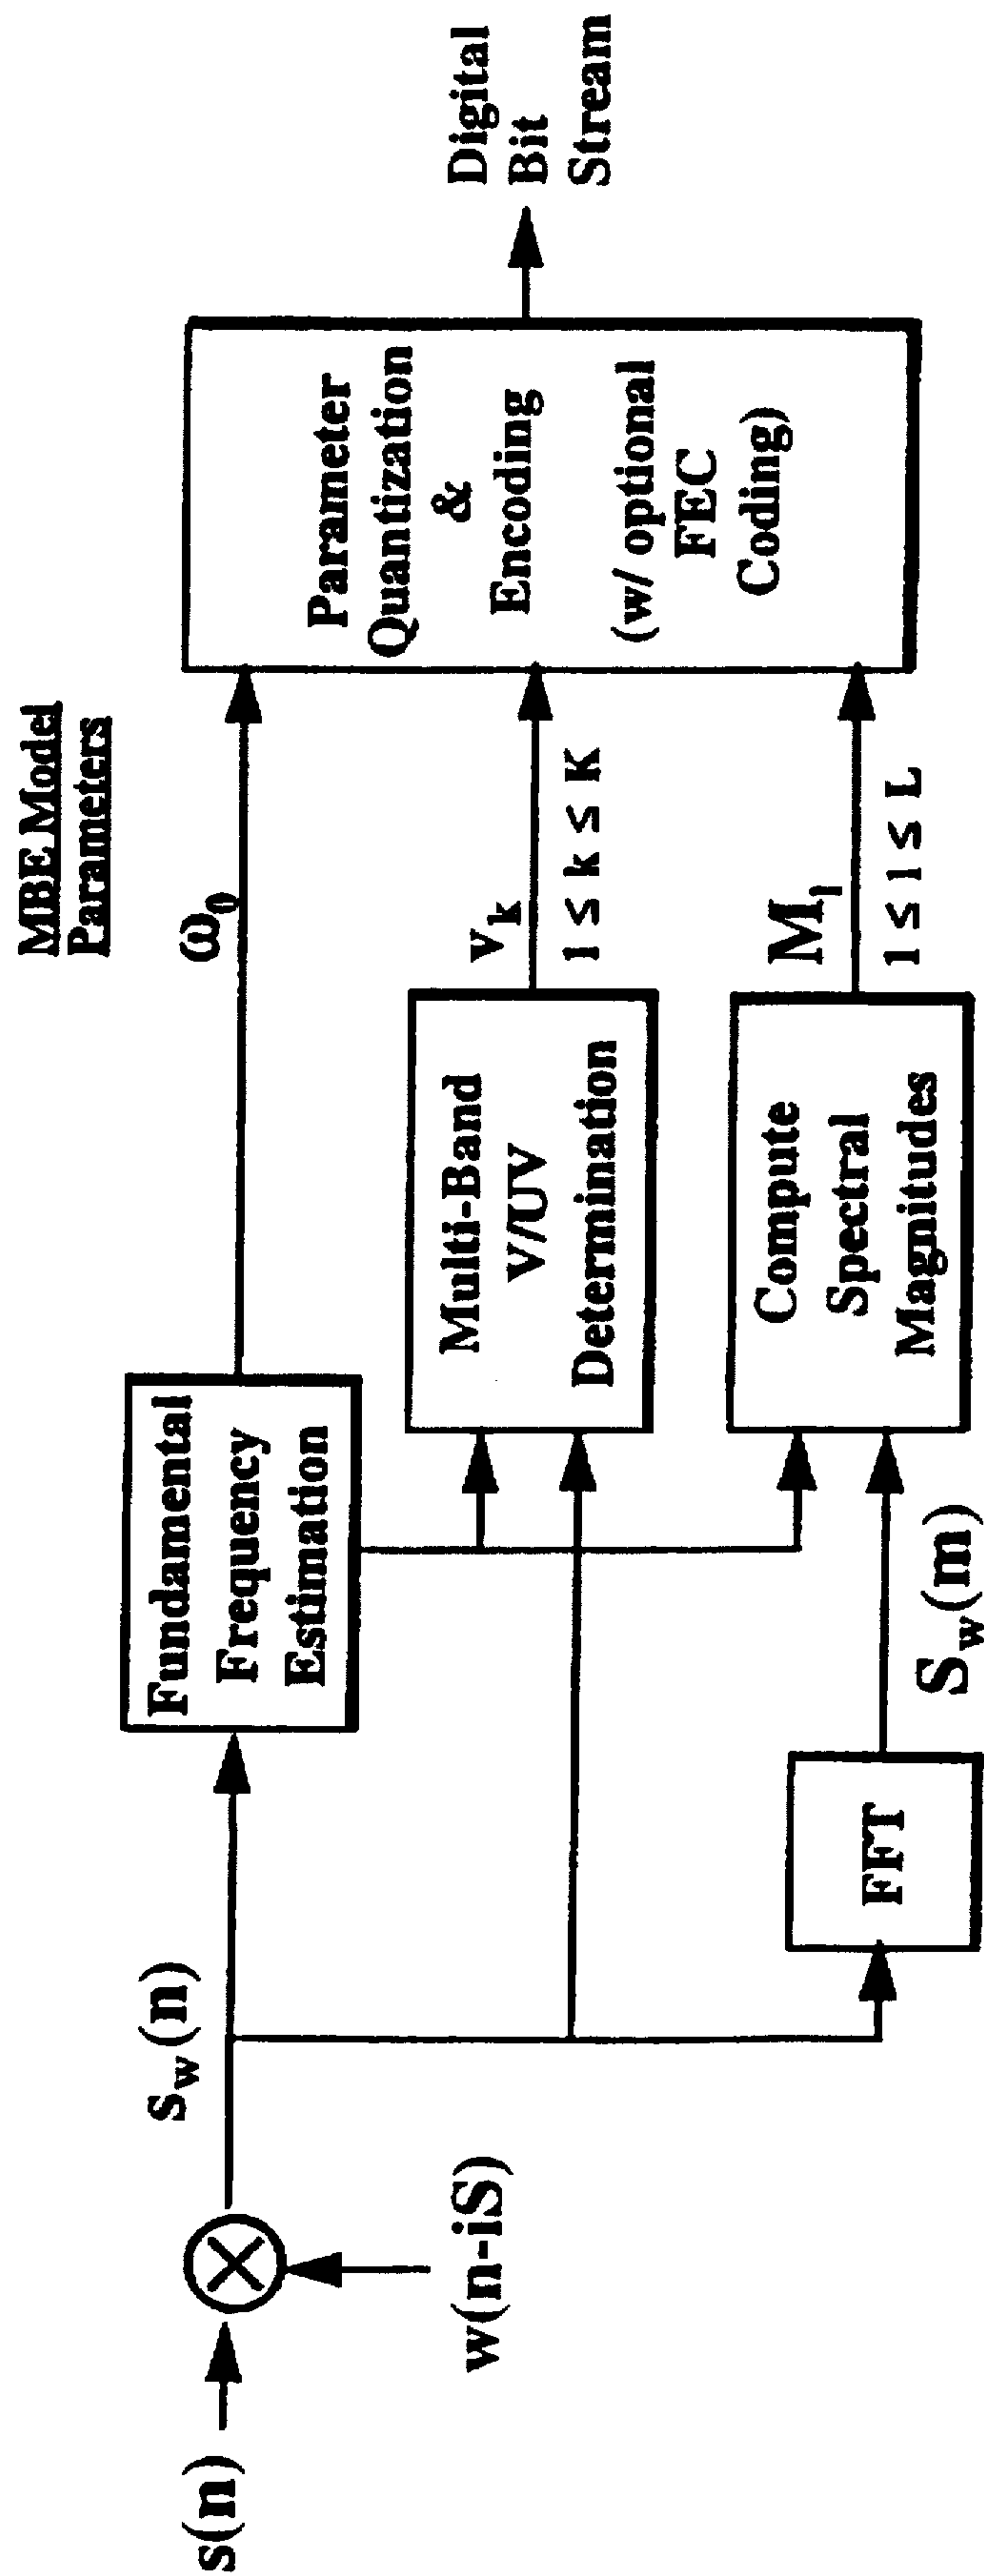 MBE Model
Parameters
s(n)
w(n-iS)
s_w(n)
Fundamental
Frequency
Estimation
ω₀
Multi-Band
V/UV
Determination
v_k
1 ≤ k ≤ K
FFT
S_w(m)
Compute
Spectral
Magnitudes
M_l
1 ≤ l ≤ L
Parameter
Quantization
&
Encoding
(w/ optional
FEC
Coding)
Digital
Bit
Stream